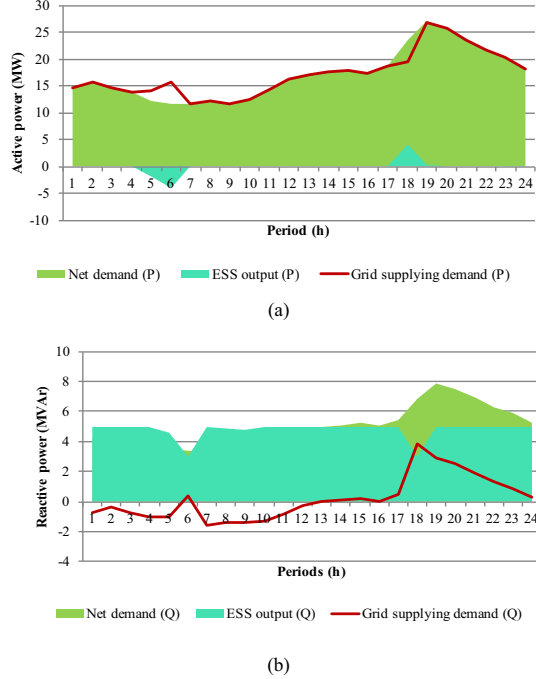 30
25
20
15
10
5
0
-5
-10
Active power (MW)
1 2 3 4 5 6 7 8 9 10 11 12 13 14 15 16 17 18 19 20 21 22 23 24
Period (h)
Net demand (P) ESS output (P) Grid supplying demand (P)
(a)
10
8
6
4
2
0
-2
-4
Reactive power (MVAr)
1 2 3 4 5 6 7 8 9 10 11 12 13 14 15 16 17 18 19 20 21 22 23 24
Periods (h)
Net demand (Q) ESS output (Q) Grid supplying demand (Q)
(b)